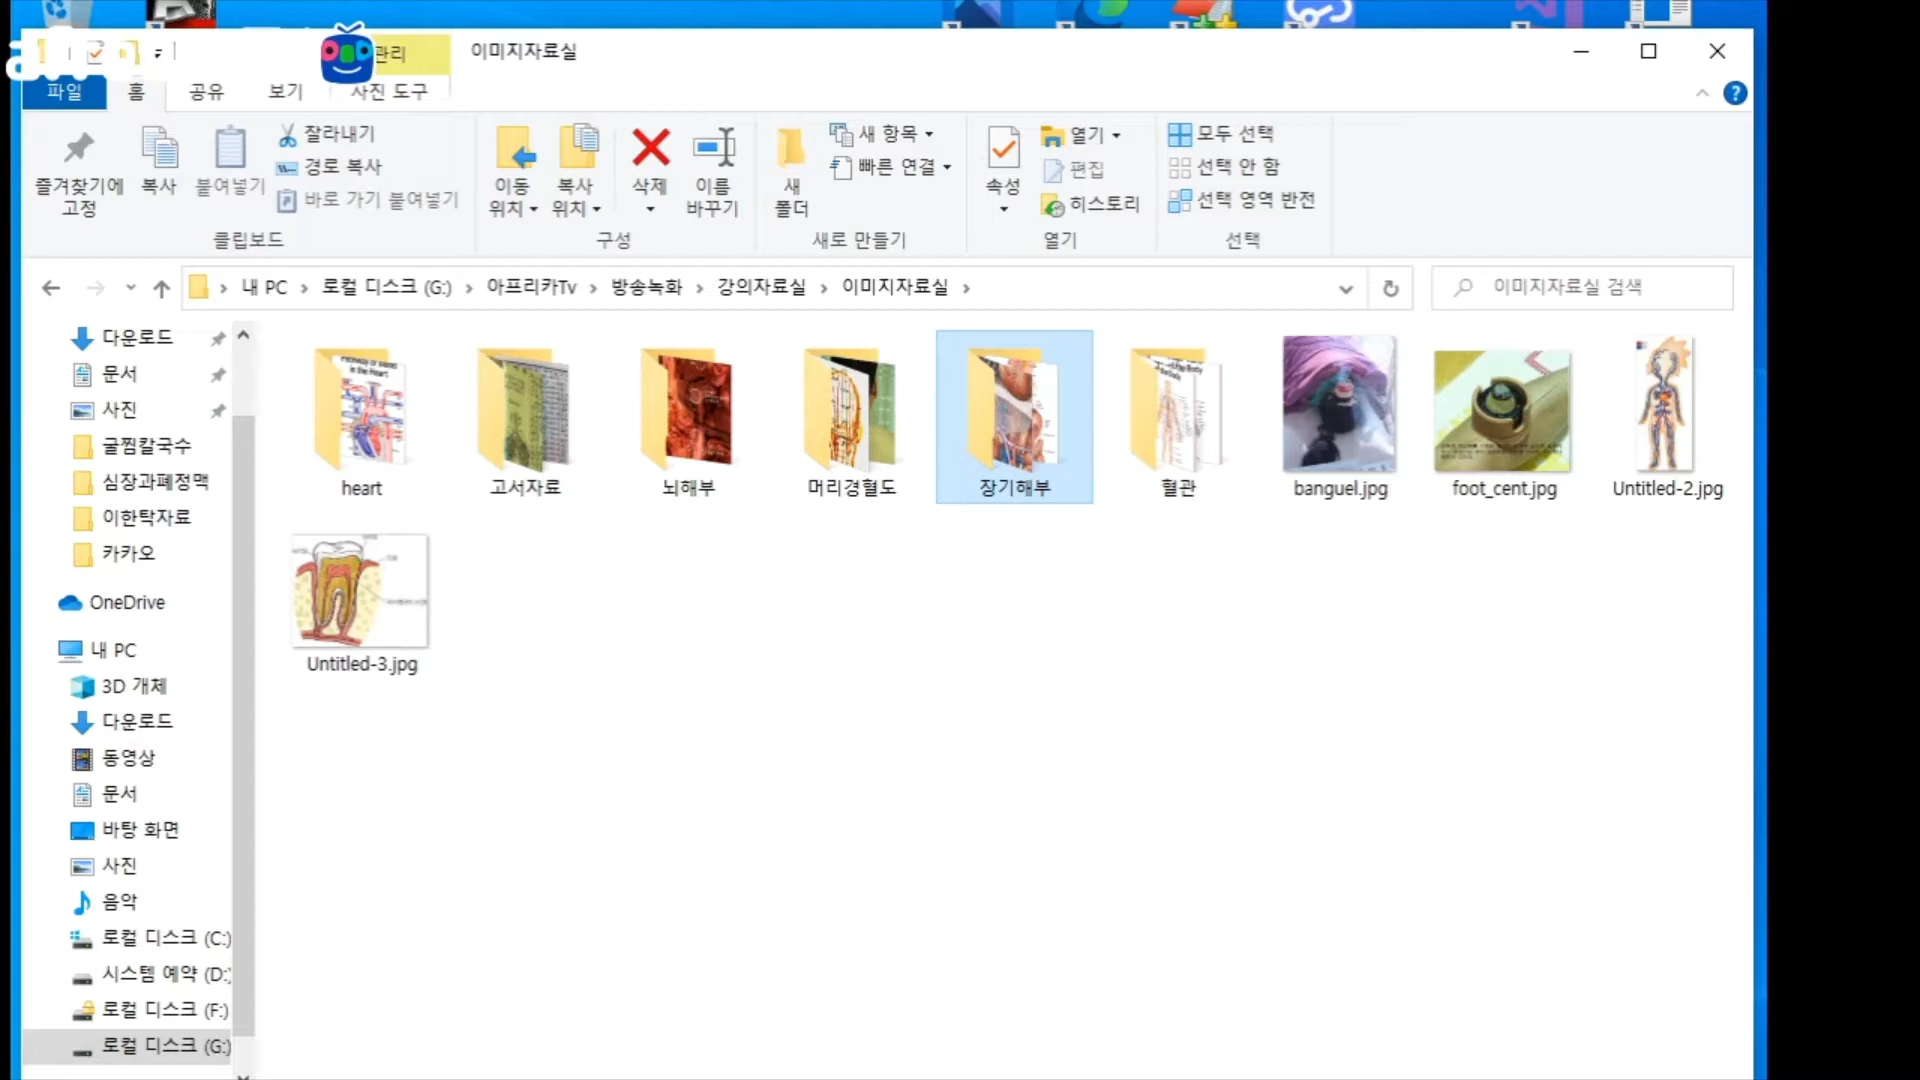 관리
이미지자료실
파일
홈
공유
보기
사진 도구
즐겨찾기에
고정
복사
붙여넣기
잘라내기
경로 복사
바로 가기 붙여넣기
클립보드
이동
위치
복사
위치
삭제
이름
바꾸기
구성
새
폴더
새 항목
빠른 연결
새로 만들기
속성
열기
편집
히스토리
열기
모두 선택
선택 안 함
선택 영역 반전
선택
내 PC > 로컬 디스크 (G:) > 아프리카Tv > 방송녹화 > 강의자료실 > 이미지자료실 >
이미지자료실 검색
다운로드
문서
사진
굴찜칼국수
심장과폐정맥
이한탁자료
카카오
OneDrive
내 PC
3D 개체
다운로드
동영상
문서
바탕 화면
사진
음악
로컬 디스크 (C:)
시스템 예약 (D:)
로컬 디스크 (F:)
로컬 디스크 (G:)
heart
고서자료
뇌해부
머리경혈도
장기해부
혈관
banguel.jpg
foot_cent.jpg
Untitled-2.jpg
Untitled-3.jpg